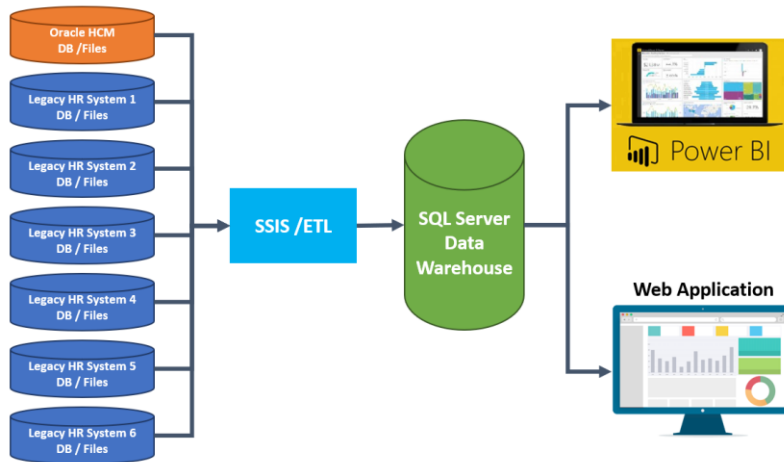 Oracle HCM
DB /Files
Legacy HR System 1
DB / Files
Legacy HR System 2
DB / Files
Legacy HR System 3
DB / Files
Legacy HR System 4
DB / Files
Legacy HR System 5
DB / Files
Legacy HR System 6
DB / Files
SSIS /ETL
SQL Server
Data
Warehouse
Power BI
Web Application